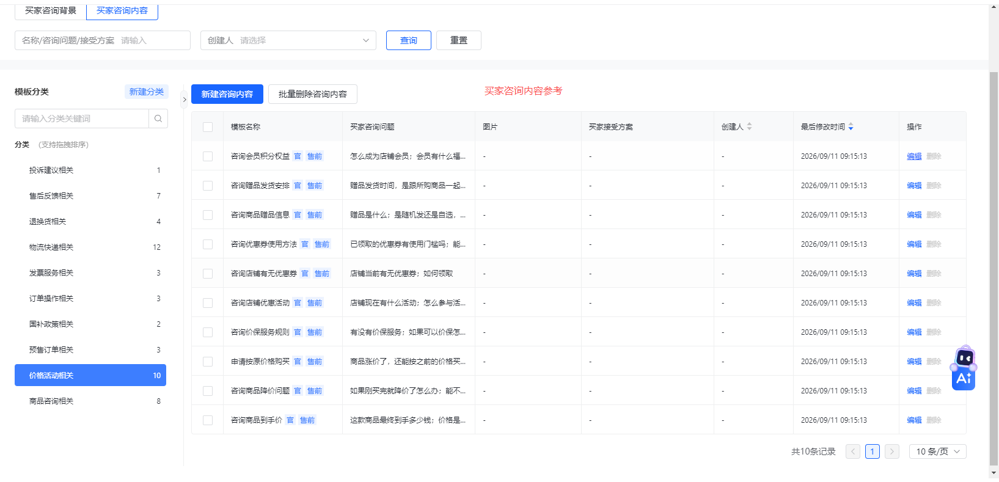 买家咨询背景 买家咨询内容
名称/咨询问题/接受方案 请输入 创建人 请选择 查询 重置
模板分类 新建分类
新建咨询内容 批量删除咨询内容 买家咨询内容参考
请输入分类关键词
分类 (支持拖拽排序)
投诉建议相关 1
售后反馈相关 7
退换货相关 4
物流快递相关 12
发票服务相关 3
订单操作相关 3
国补政策相关 2
预售订单相关 3
价格活动相关 10
商品咨询相关 8
模板名称 买家咨询问题 图片 买家接受方案 创建人 最后修改时间 操作
咨询会员积分权益 官 售前 怎么成为店铺会员；会员有什么福... - - - 2026/09/11 09:15:13 编辑 删除
咨询赠品发货安排 官 售前 赠品发货时间，是跟所购商品一起... - - - 2026/09/11 09:15:13 编辑 删除
咨询商品赠品信息 官 售前 赠品是什么；是随机发还是自选，... - - - 2026/09/11 09:15:13 编辑 删除
咨询优惠券使用方法 官 售前 已领取的优惠券有使用门槛吗；能... - - - 2026/09/11 09:15:13 编辑 删除
咨询店铺有无优惠券 官 售前 店铺当前有无优惠券；如何领取 - - - 2026/09/11 09:15:13 编辑 删除
咨询店铺优惠活动 官 售前 店铺现在有什么活动；怎么参与活... - - - 2026/09/11 09:15:13 编辑 删除
咨询价保服务规则 官 售前 有没有价保服务；如果可以价保怎... - - - 2026/09/11 09:15:13 编辑 删除
申请按原价格购买 官 售前 商品涨价了，还能按之前的价格买... - - - 2026/09/11 09:15:13 编辑 删除
咨询商品降价问题 官 售前 如果刚买完就降价了怎么办；能不... - - - 2026/09/11 09:15:13 编辑 删除
咨询商品到手价 官 售前 这款商品最终到手多少钱；价格是... - - - 2026/09/11 09:15:13 编辑 删除
Ai
共10条记录 1 10 条/页